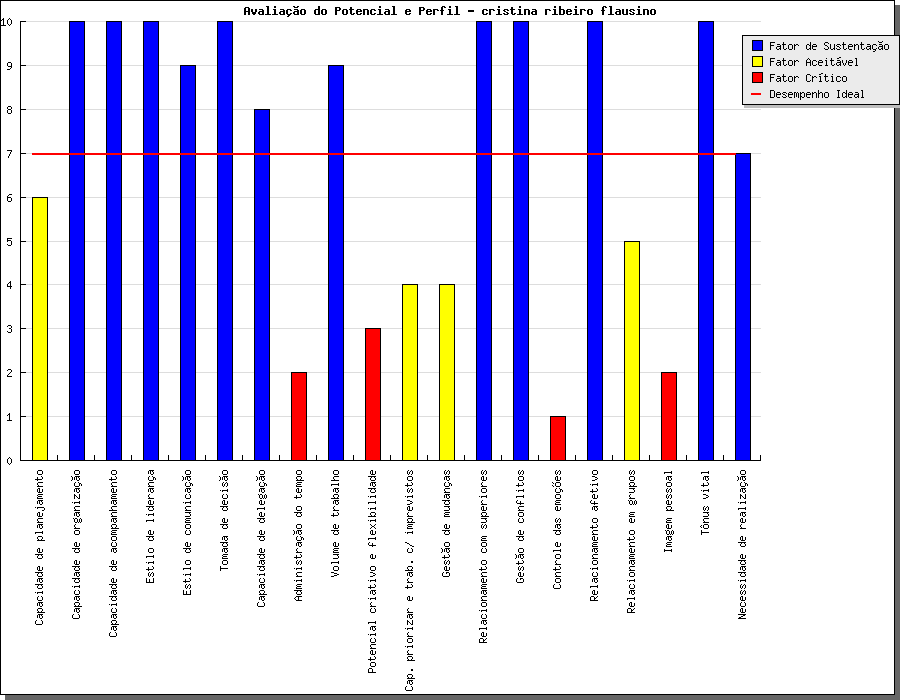 Avaliação do Potencial e Perfil - cristina ribeiro flausino
10
9
8
7
6
5
4
3
2
1
0
Fator de Sustentação
Fator Aceitável
Fator Crítico
Desempenho Ideal
Capacidade de planejamento
Capacidade de organização
Capacidade de acompanhamento
Estilo de liderança
Estilo de comunicação
Tomada de decisão
Capacidade de delegação
Administração do tempo
Volume de trabalho
Potencial criativo e flexibilidade
Cap. priorizar e trab. c/ imprevistos
Gestão de mudanças
Relacionamento com superiores
Gestão de conflitos
Controle das emoções
Relacionamento afetivo
Relacionamento em grupos
Imagem pessoal
Tônus vital
Necessidade de realização